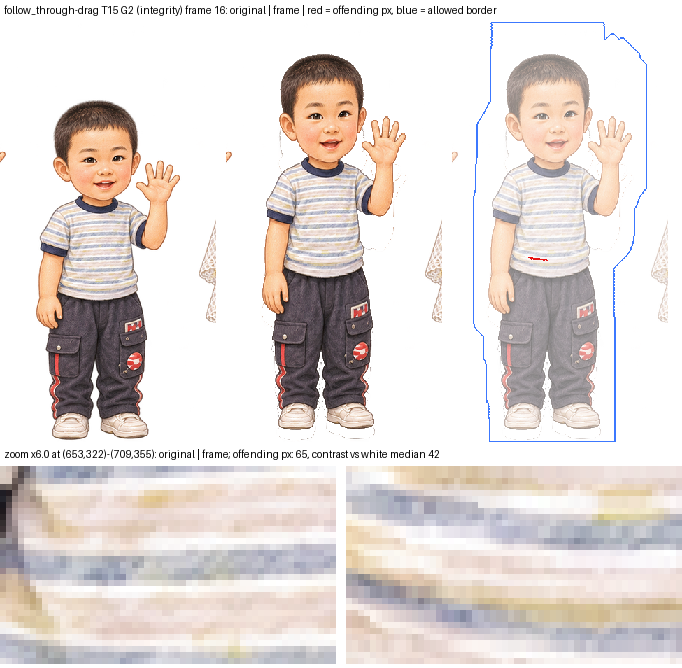 follow_through-drag T15 G2 (integrity) frame 16: original | frame | red = offending px, blue = allowed border
zoom x6.0 at (653,322)-(709,355): original | frame; offending px: 65, contrast vs white median 42